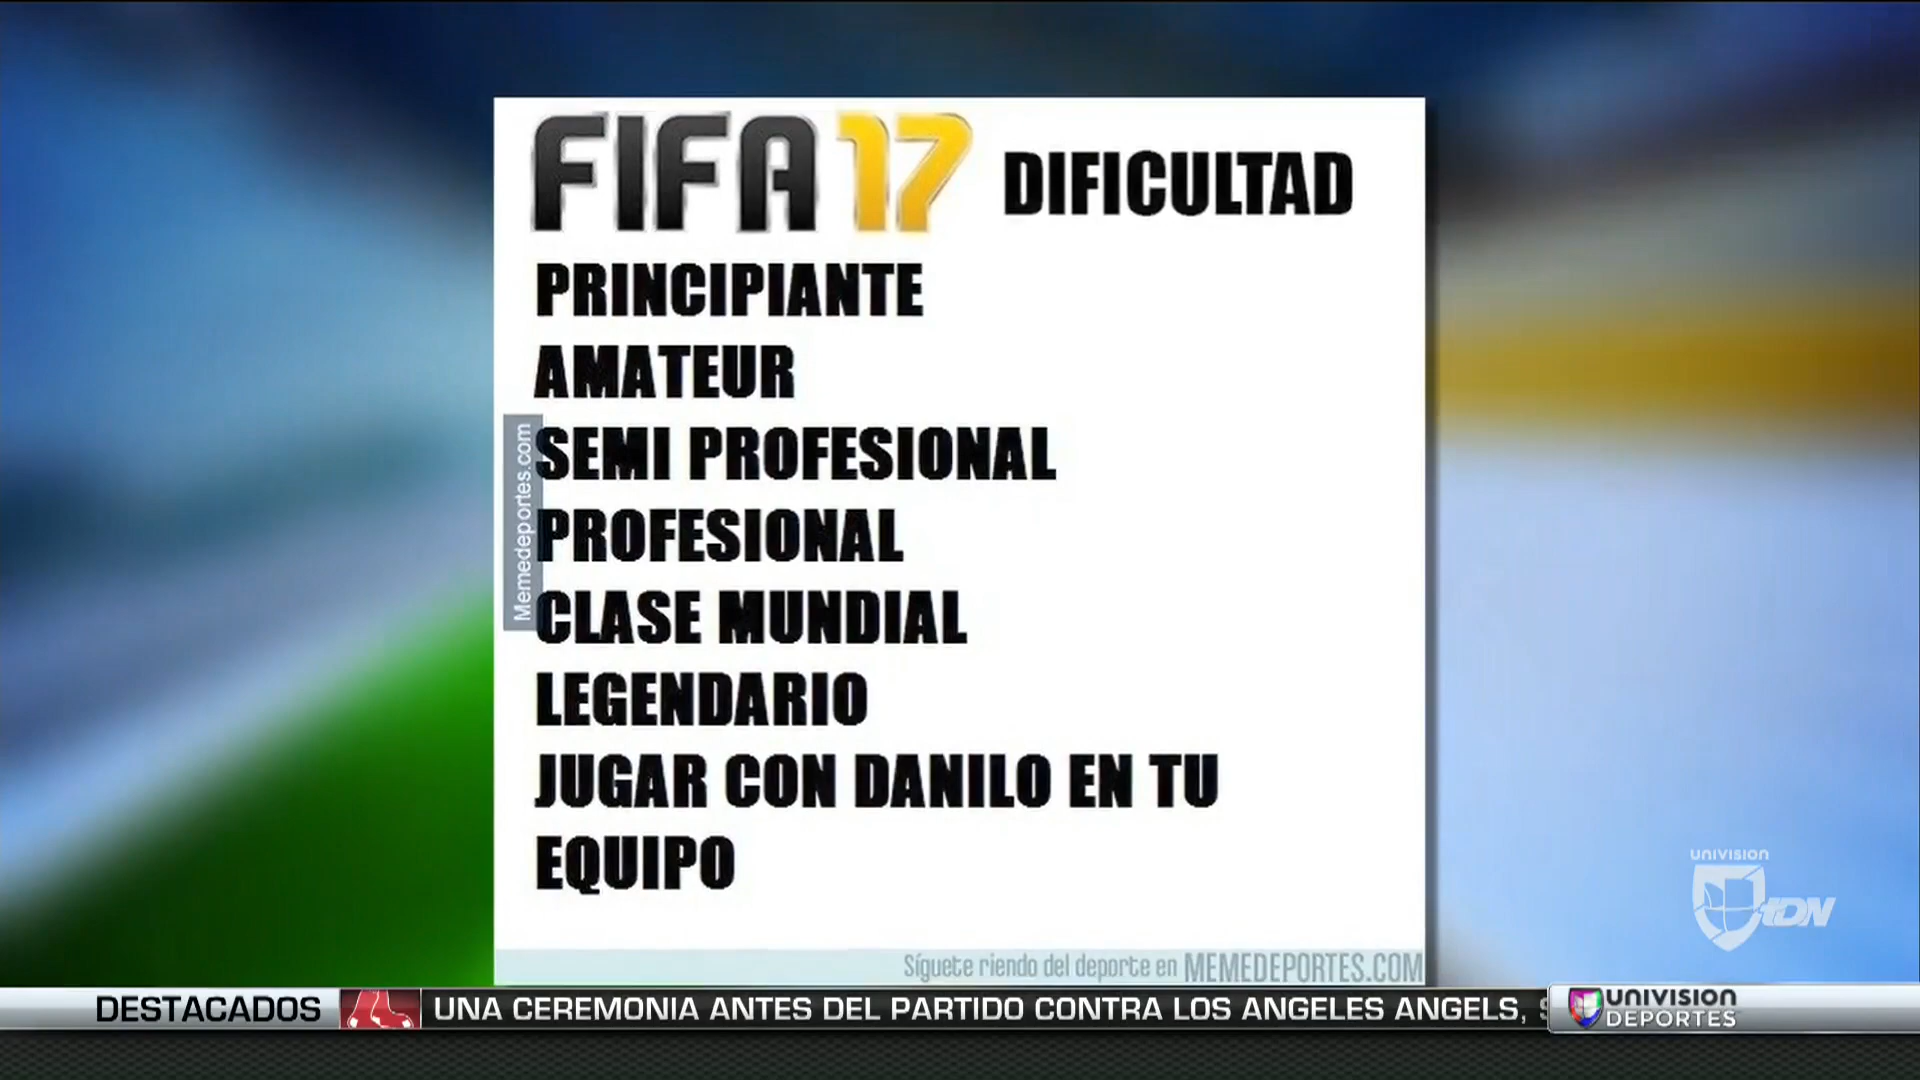 FIFA 17 DIFICULTAD
PRINCIPIANTE
AMATEUR
SEMI PROFESIONAL
PROFESIONAL
CLASE MUNDIAL
LEGENDARIO
JUGAR CON DANILO EN TU
EQUIPO
Memedeportes.com
Síguete riendo del deporte en MEMEDEPORTES.COM
UNIVISION
tDN
DESTACADOS UNA CEREMONIA ANTES DEL PARTIDO CONTRA LOS ANGELES ANGELS,
UNIVISION
DEPORTES